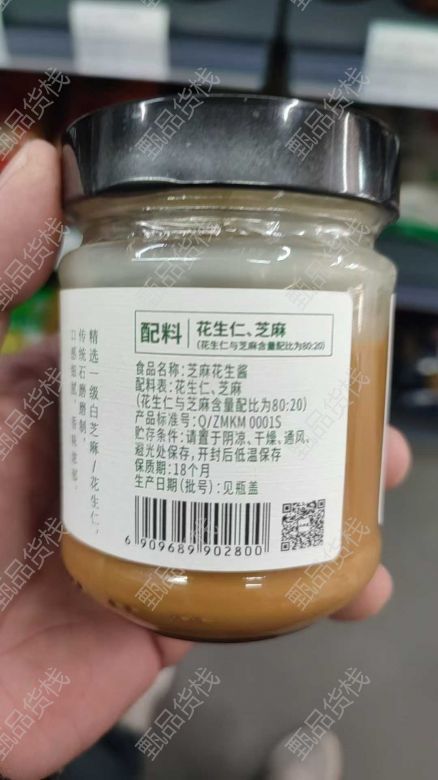 配料 花生仁、芝麻
(花生仁与芝麻含量配比为80:20)
食品名称:芝麻花生酱
配料表:花生仁、芝麻
(花生仁与芝麻含量配比为80:20)
产品标准号:Q/ZMKM 0001S
贮存条件:请置于阴凉、干燥、通风、
避光处保存,开封后低温保存
保质期:18个月
生产日期(批号):见瓶盖
6 909689 902800
精选一级白芝麻/花生仁,
传统石磨磨制,
口感细腻,香味浓郁。
甄品货栈